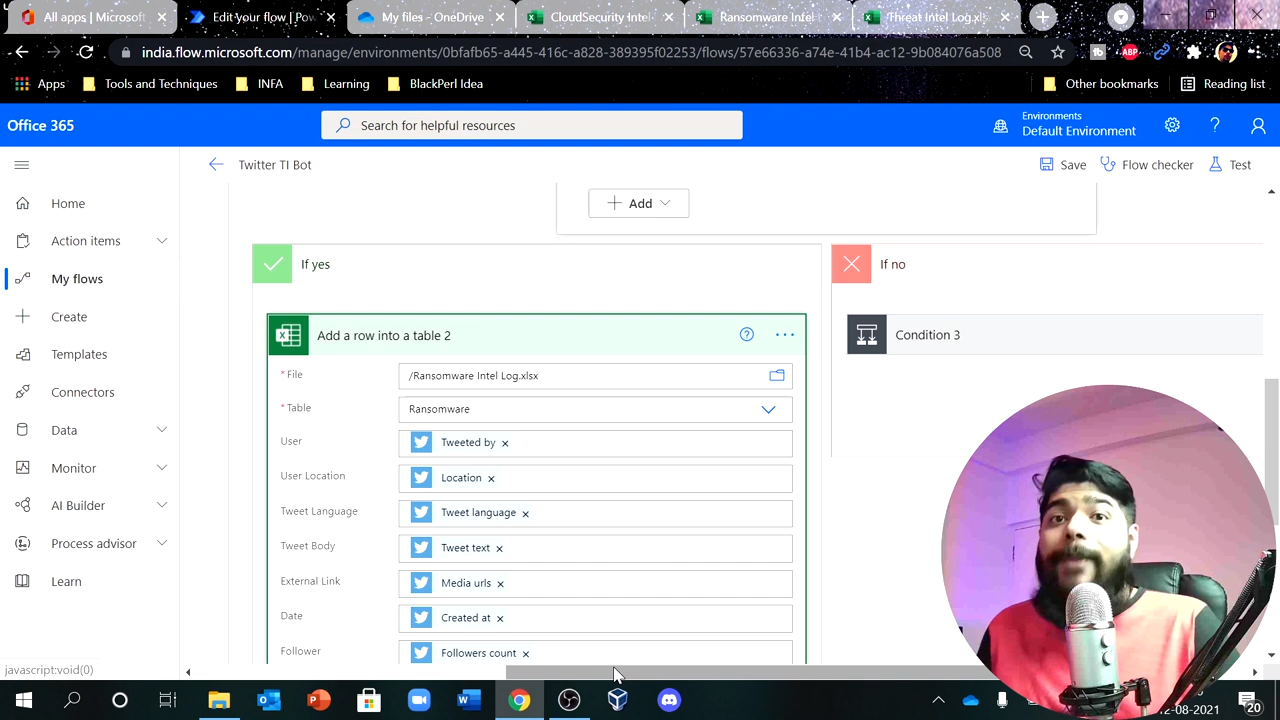 All apps | Microsoft
Edit your flow | Pow
My files - OneDrive
CloudSecurity Intel
Ransomware Intel
Threat Intel Log.xls
india.flow.microsoft.com/manage/environments/0bfafb65-a445-416c-a828-389395f02253/flows/57e66336-a74e-41b4-ac12-9b084076a508
ABP
Apps
Tools and Techniques
INFA
Learning
BlackPerl Idea
Other bookmarks
Reading list
Office 365
Search for helpful resources
Environments
Default Environment
Twitter TI Bot
Save
Flow checker
Test
Home
Action items
My flows
Create
Templates
Connectors
Data
Monitor
AI Builder
Process advisor
Learn
Add
If yes
If no
Add a row into a table 2
Condition 3
* File
/Ransomware Intel Log.xlsx
* Table
Ransomware
User
Tweeted by
User Location
Location
Tweet Language
Tweet language
Tweet Body
Tweet text
External Link
Media urls
Date
Created at
Follower
Followers count
javascript:void(0)
12-08-2021
20